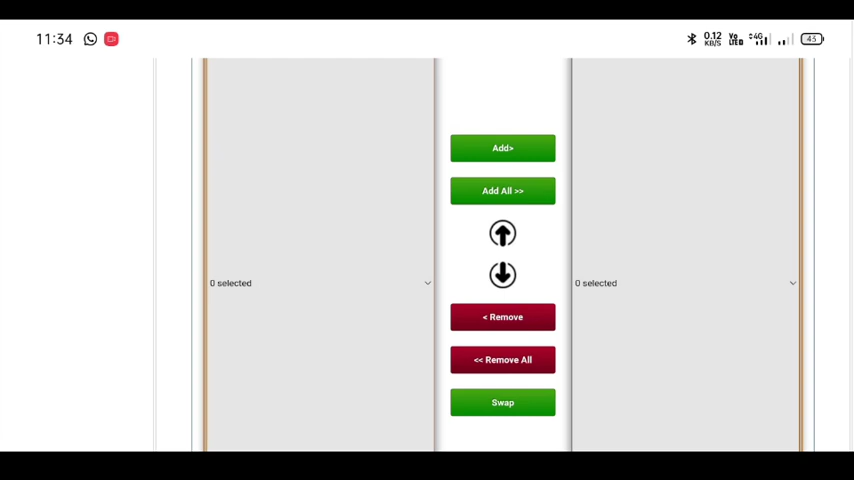 11:34
0.12
KB/S
Vo
LTE
4G
43
Add>
Add All >>
0 selected
0 selected
< Remove
<< Remove All
Swap